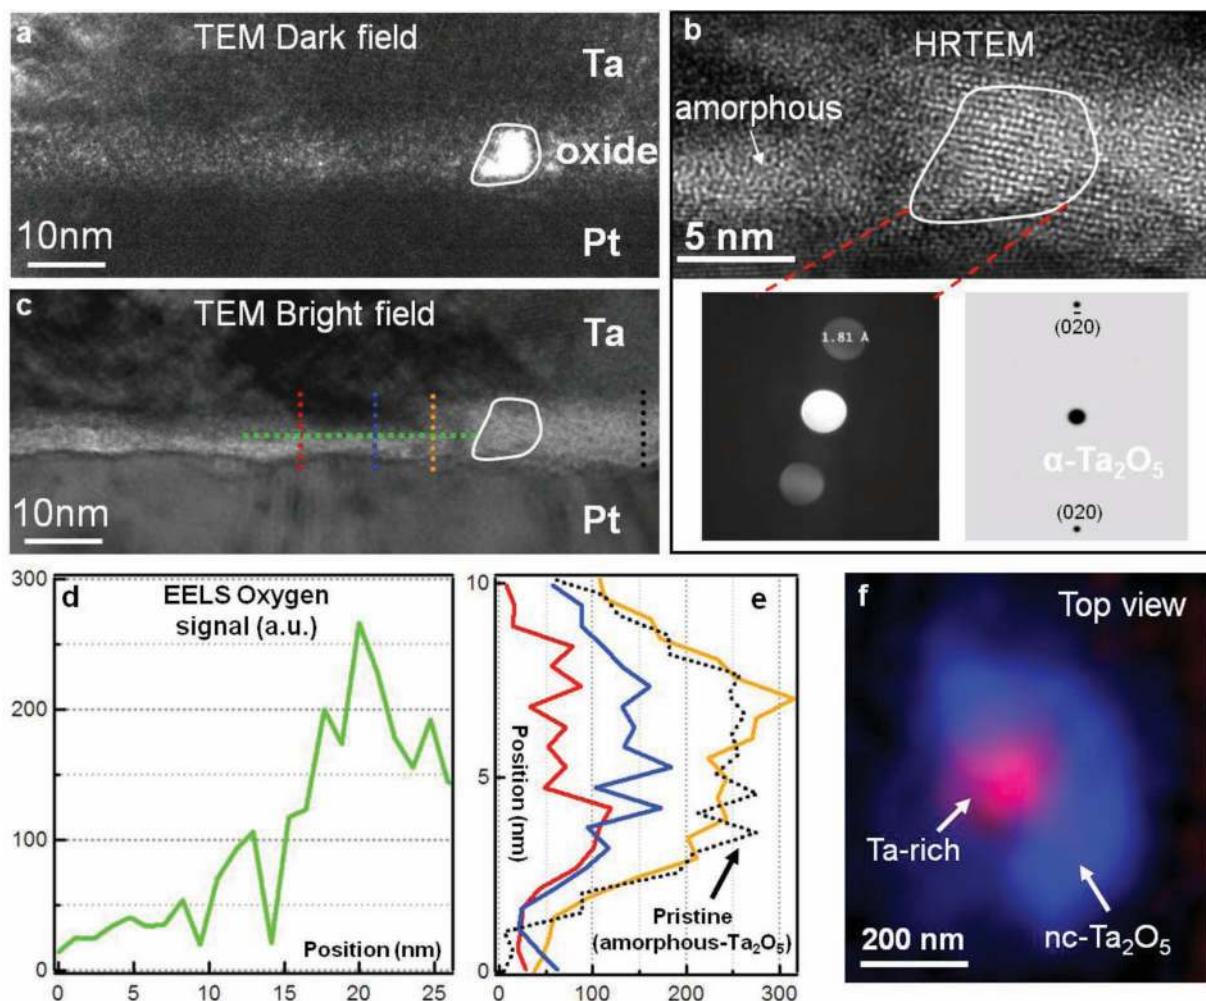 a
TEM Dark field
Ta
oxide
10nm
Pt
b
HRTEM
amorphous
5 nm
1.81 Å
(0̄20)
α-Ta₂O₅
(020)
c
TEM Bright field
Ta
10nm
Pt
300
200
100
0
d
EELS Oxygen
signal (a.u.)
Position (nm)
0 5 10 15 20 25
10
5
0
e
Position (nm)
Pristine
(amorphous-Ta₂O₅)
0 100 200 300
f
Top view
Ta-rich
nc-Ta₂O₅
200 nm